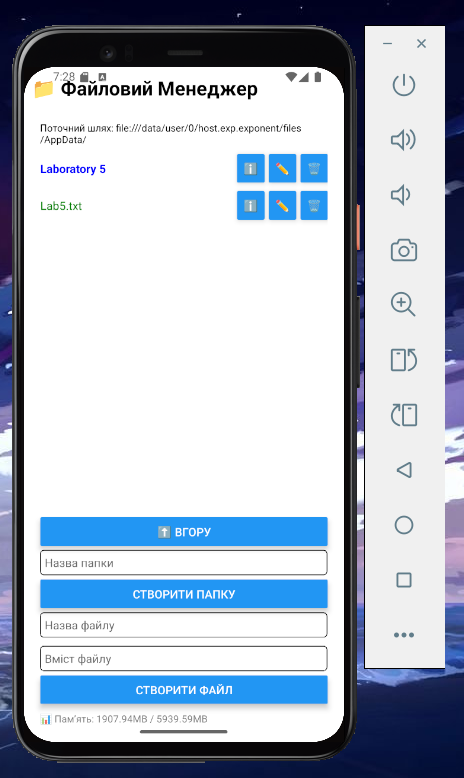 7:28
Файловий Менеджер
Поточний шлях: file:///data/user/0/host.exp.exponent/files
/AppData/
Laboratory 5
Lab5.txt
ВГОРУ
Назва папки
СТВОРИТИ ПАПКУ
Назва файлу
Вміст файлу
СТВОРИТИ ФАЙЛ
Пам'ять: 1907.94MB / 5939.59MB